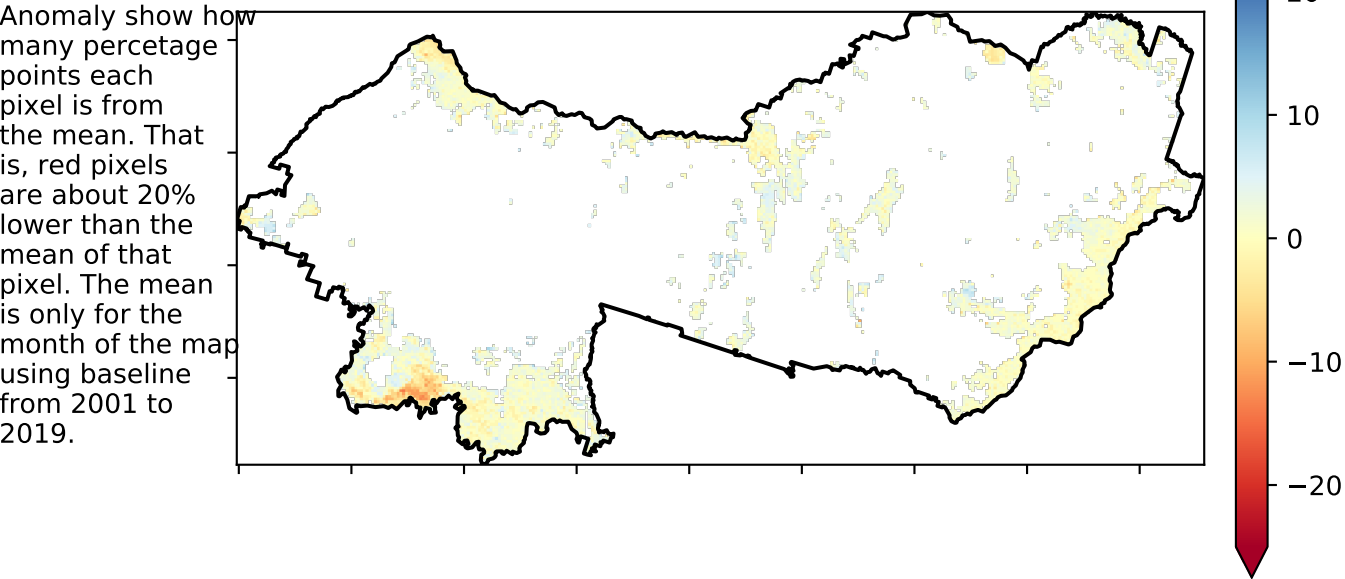 Anomaly show how
many percetage
points each
pixel is from
the mean. That
is, red pixels
are about 20%
lower than the
mean of that
pixel. The mean
is only for the
month of the map
using baseline
from 2001 to
2019.
10
0
−10
−20